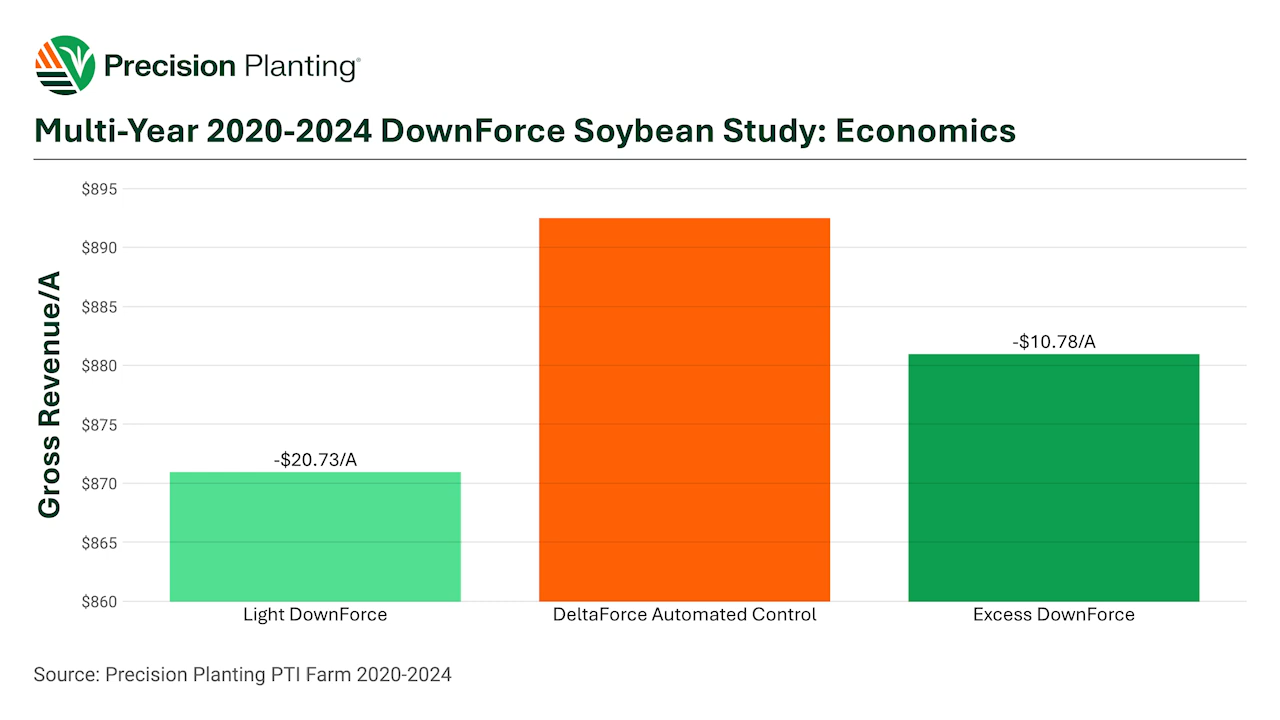 Precision Planting®
Multi-Year 2020-2024 DownForce Soybean Study: Economics
Gross Revenue/A
$895
$890
$885
$880
$875
$870
$865
$860
-$20.73/A
-$10.78/A
Light DownForce
DeltaForce Automated Control
Excess DownForce
Source: Precision Planting PTI Farm 2020-2024